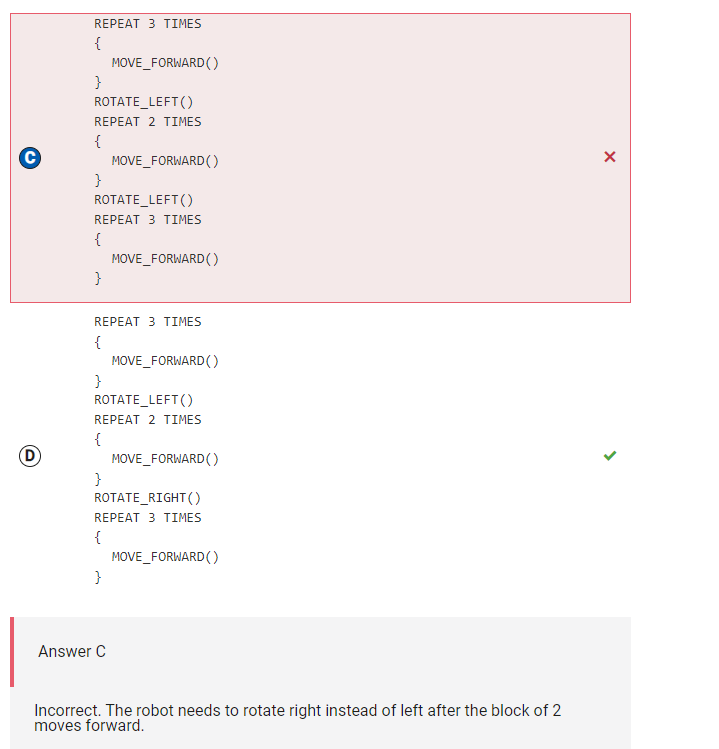 REPEAT 3 TIMES
{
MOVE_FORWARD()
}
ROTATE_LEFT()
REPEAT 2 TIMES
{
C
MOVE_FORWARD()
}
ROTATE_LEFT()
REPEAT 3 TIMES
{
MOVE_FORWARD()
}
REPEAT 3 TIMES
{
MOVE_FORWARD()
}
ROTATE_LEFT()
REPEAT 2 TIMES
{
D
MOVE_FORWARD()
}
ROTATE_RIGHT()
REPEAT 3 TIMES
{
MOVE_FORWARD()
}
Answer C
Incorrect. The robot needs to rotate right instead of left after the block of 2
moves forward.